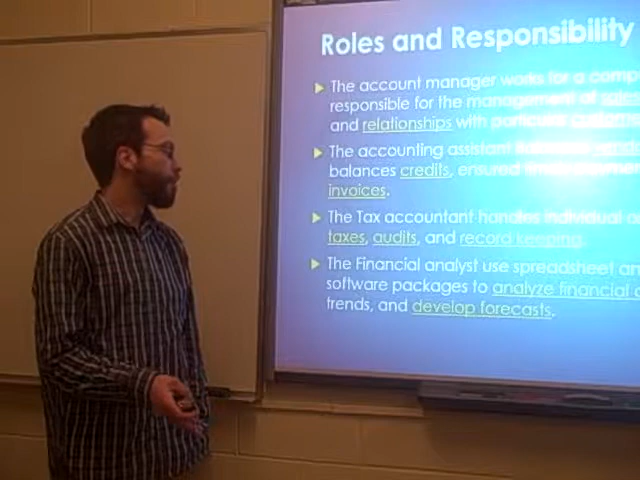 Roles and Responsibility
The account manager works for a comp
responsible for the management of sales
and relationships with particular customers
The accounting assistant
balances credits, ensured
invoices.
The Tax accountant handles individual
taxes, audits, and record keeping.
The Financial analyst use spreadsheet an
software packages to analyze financial
trends, and develop forecasts.